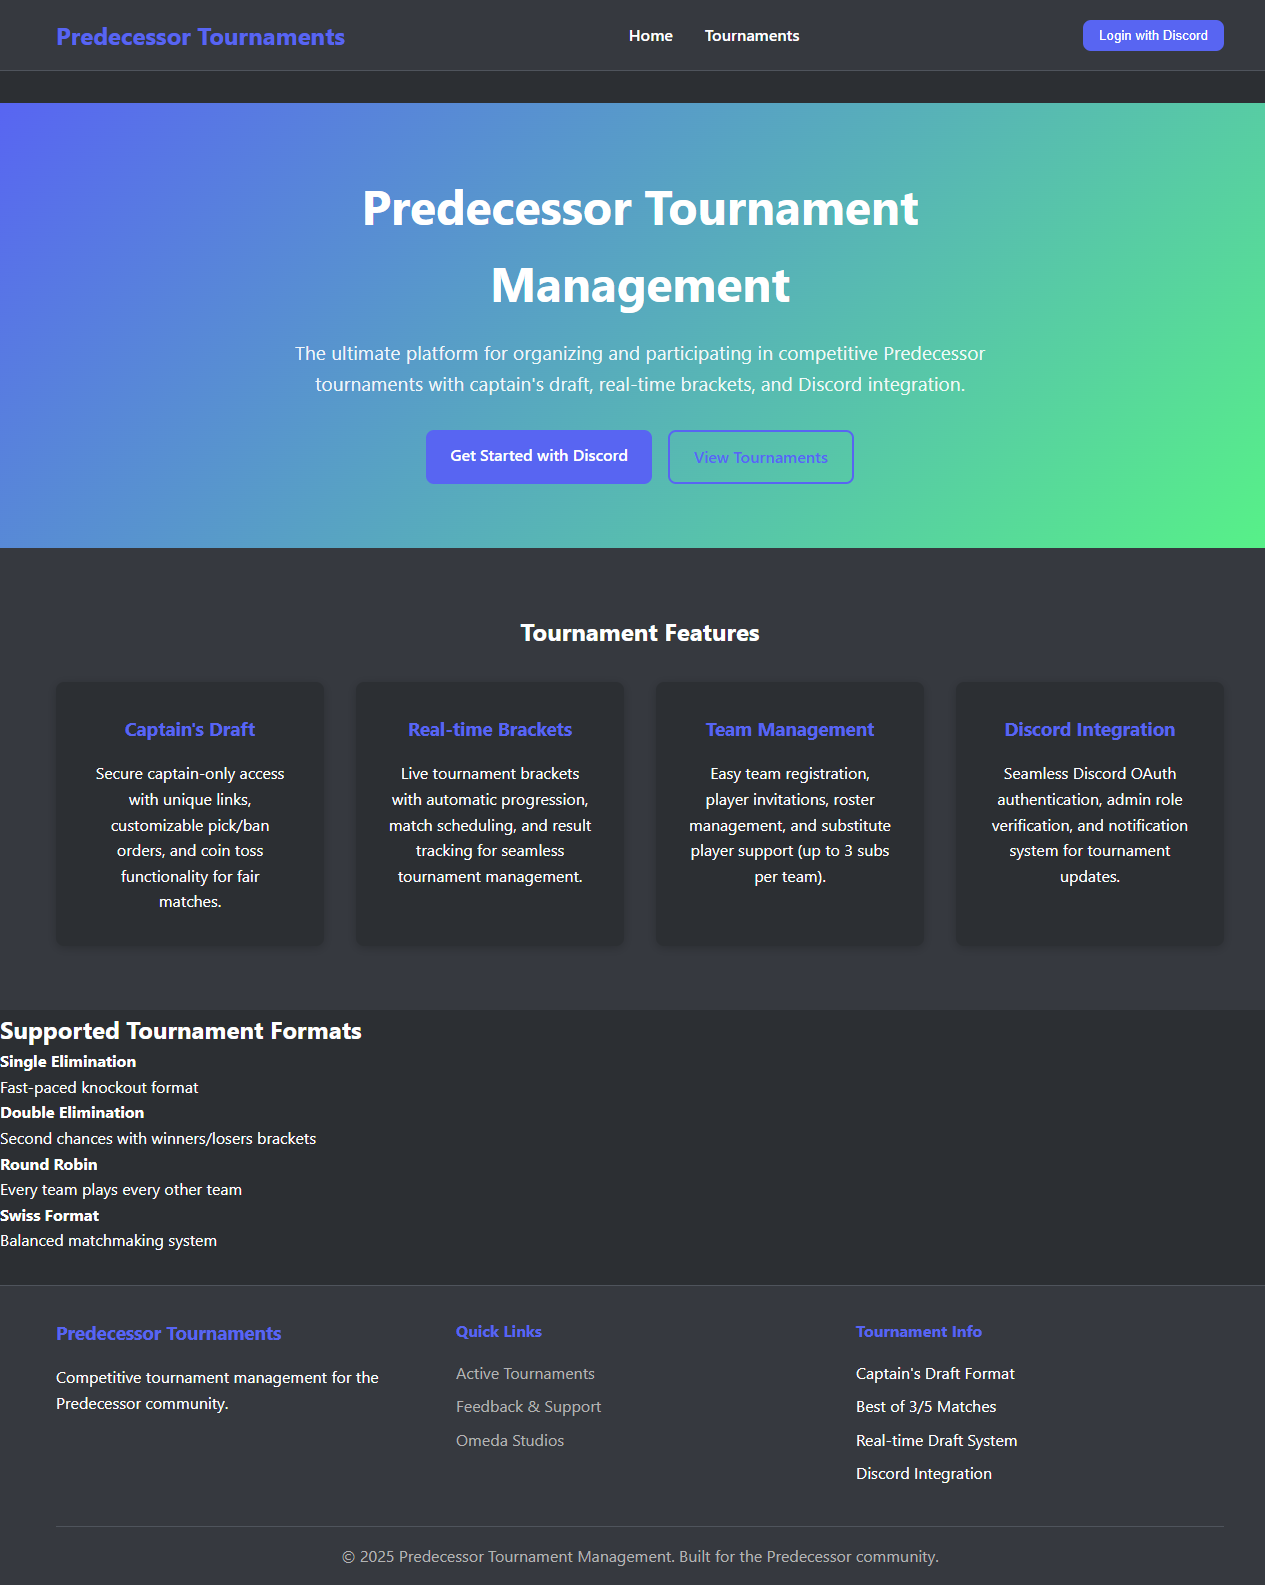 Predecessor Tournaments
Home
Tournaments
Login with Discord
Predecessor Tournament
Management
The ultimate platform for organizing and participating in competitive Predecessor
tournaments with captain's draft, real-time brackets, and Discord integration.
Get Started with Discord
View Tournaments
Tournament Features
Captain's Draft
Secure captain-only access
with unique links,
customizable pick/ban
orders, and coin toss
functionality for fair
matches.
Real-time Brackets
Live tournament brackets
with automatic progression,
match scheduling, and result
tracking for seamless
tournament management.
Team Management
Easy team registration,
player invitations, roster
management, and substitute
player support (up to 3 subs
per team).
Discord Integration
Seamless Discord OAuth
authentication, admin role
verification, and notification
system for tournament
updates.
Supported Tournament Formats
Single Elimination
Fast-paced knockout format
Double Elimination
Second chances with winners/losers brackets
Round Robin
Every team plays every other team
Swiss Format
Balanced matchmaking system
Predecessor Tournaments
Competitive tournament management for the
Predecessor community.
Quick Links
Active Tournaments
Feedback & Support
Omeda Studios
Tournament Info
Captain's Draft Format
Best of 3/5 Matches
Real-time Draft System
Discord Integration
© 2025 Predecessor Tournament Management. Built for the Predecessor community.